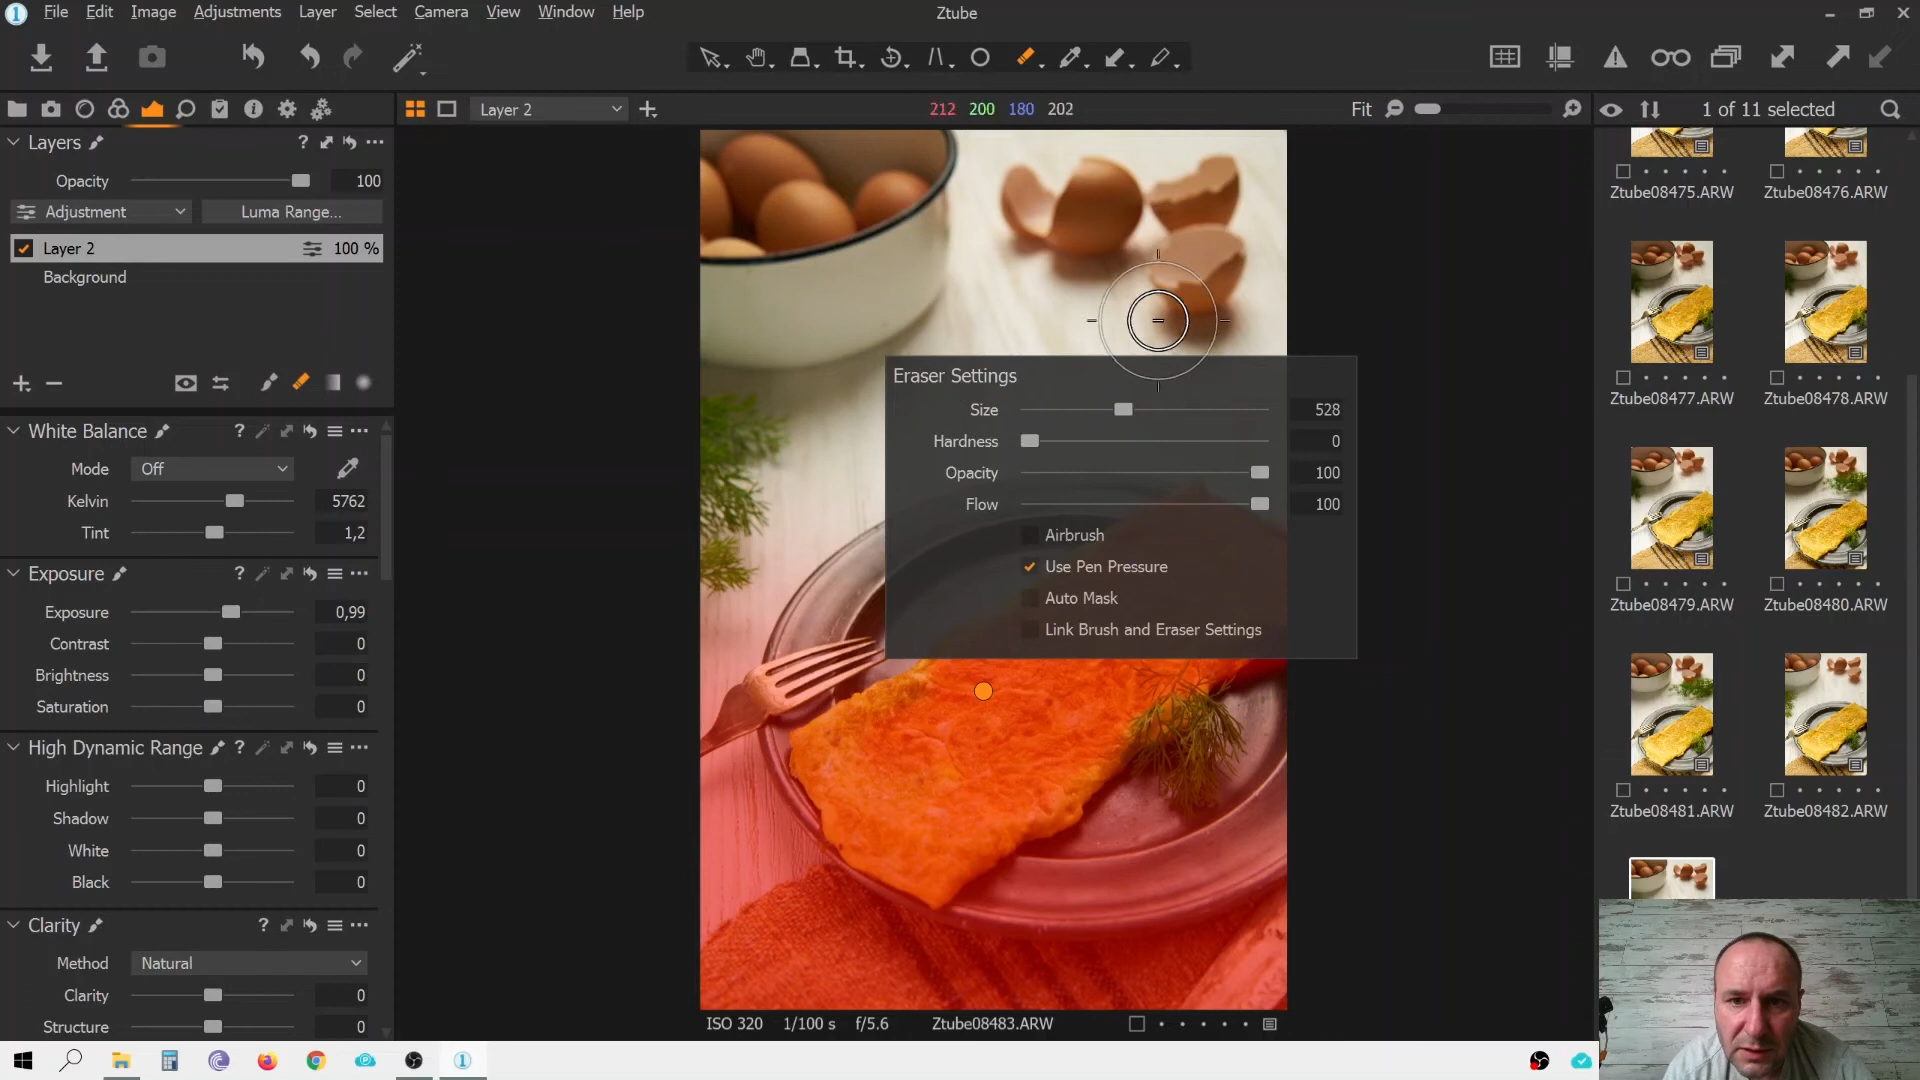 File Edit Image Adjustments Layer Select Camera View Window Help
Ztube
Layer 2
212 200 180 202
Fit
1 of 11 selected
Layers
?
Opacity 100
Adjustment
Luma Range...
Layer 2 100 %
Background
White Balance ?
Mode Off
Kelvin 5762
Tint 1,2
Exposure ?
Exposure 0,99
Contrast 0
Brightness 0
Saturation 0
High Dynamic Range ?
Highlight 0
Shadow 0
White 0
Black 0
Clarity ?
Method Natural
Clarity 0
Structure 0
Eraser Settings
Size 528
Hardness 0
Opacity 100
Flow 100
Airbrush
Use Pen Pressure
Auto Mask
Link Brush and Eraser Settings
ISO 320 1/100 s f/5.6 Ztube08483.ARW
Ztube08475.ARW Ztube08476.ARW
Ztube08477.ARW Ztube08478.ARW
Ztube08479.ARW Ztube08480.ARW
Ztube08481.ARW Ztube08482.ARW